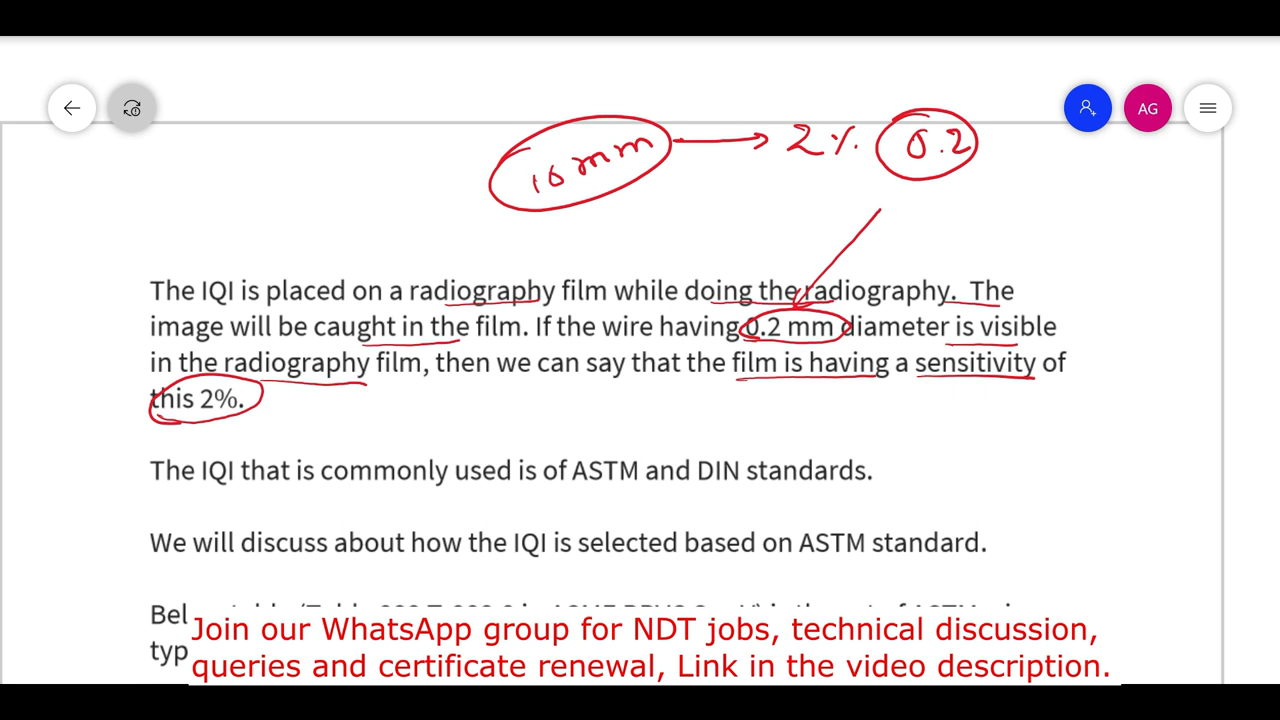 AG
10 mm → 2 % 0.2
The IQI is placed on a radiography film while doing the radiography. The
image will be caught in the film. If the wire having 0.2 mm diameter is visible
in the radiography film, then we can say that the film is having a sensitivity of
this 2%.
The IQI that is commonly used is of ASTM and DIN standards.
We will discuss about how the IQI is selected based on ASTM standard.
Bel
typ
Join our WhatsApp group for NDT jobs, technical discussion,
queries and certificate renewal, Link in the video description.